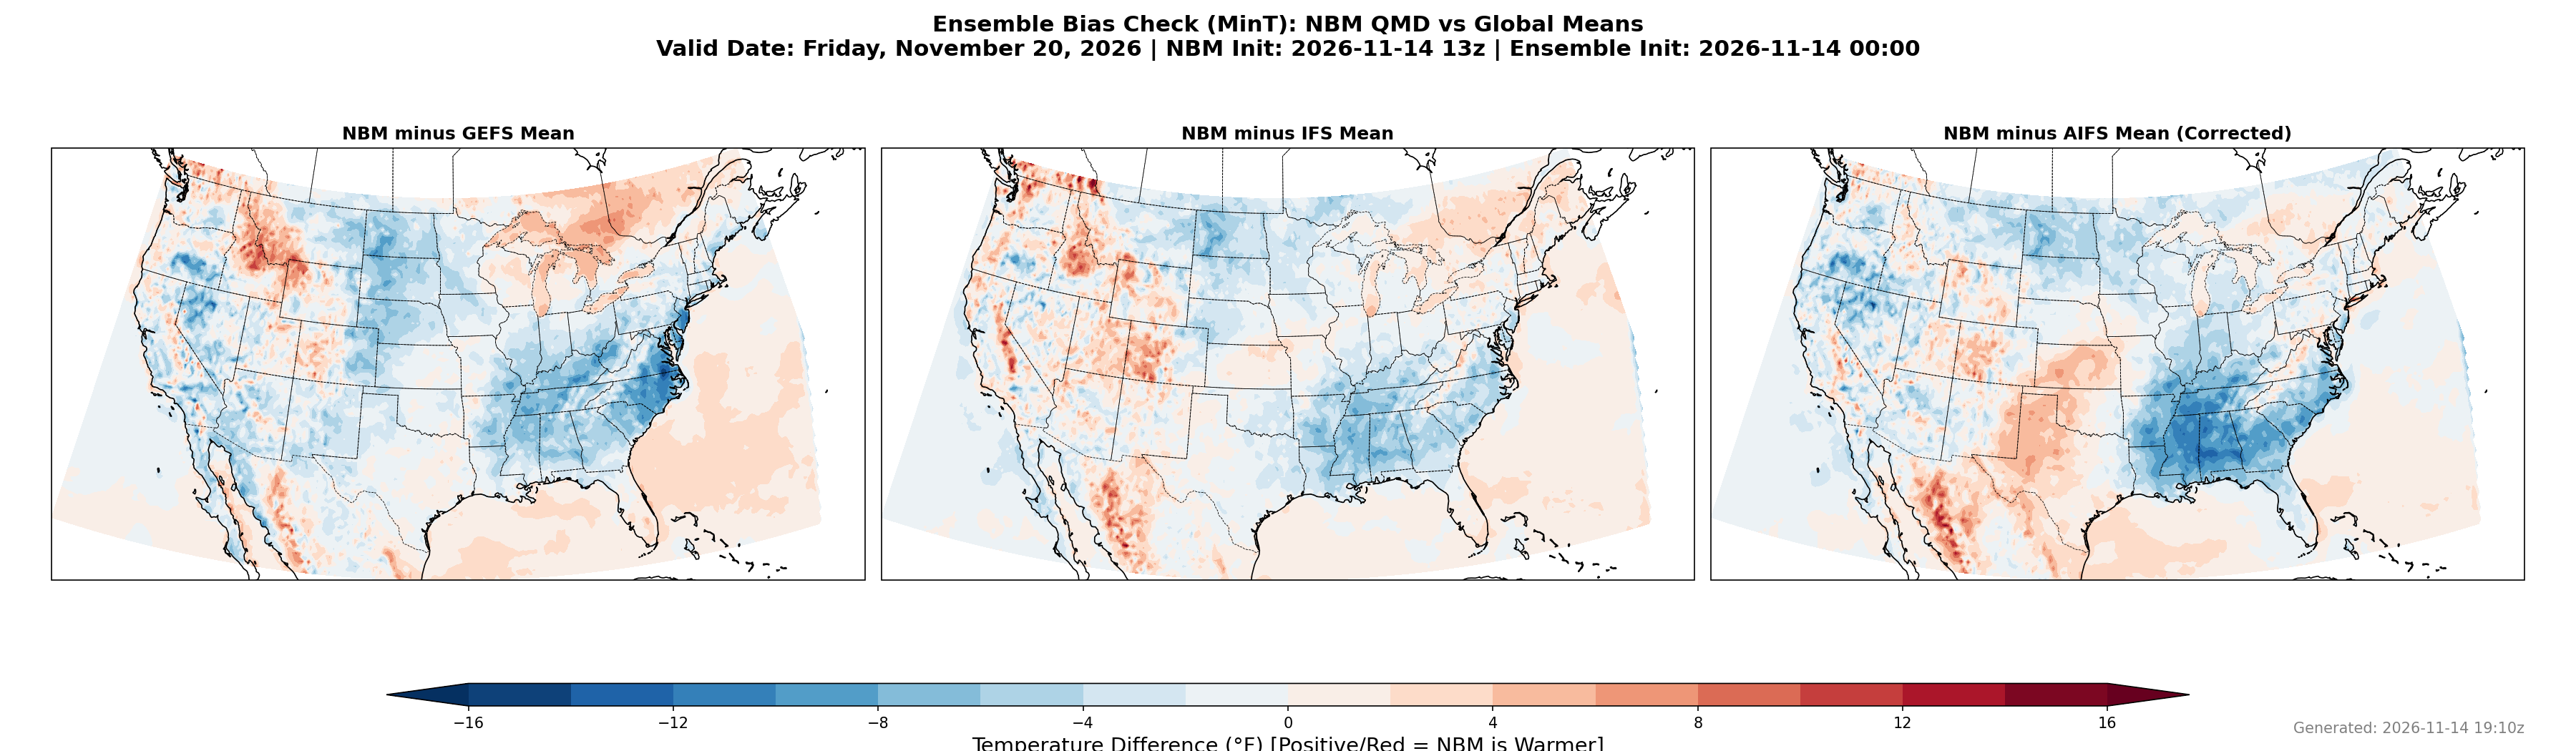 Ensemble Bias Check (MinT): NBM QMD vs Global Means
Valid Date: Friday, November 20, 2026 | NBM Init: 2026-11-14 13z | Ensemble Init: 2026-11-14 00:00
NBM minus GEFS Mean
NBM minus IFS Mean
NBM minus AIFS Mean (Corrected)
−16 −12 −8 −4 0 4 8 12 16
Temperature Difference (°F) [Positive/Red = NBM is Warmer]
Generated: 2026-11-14 19:10z